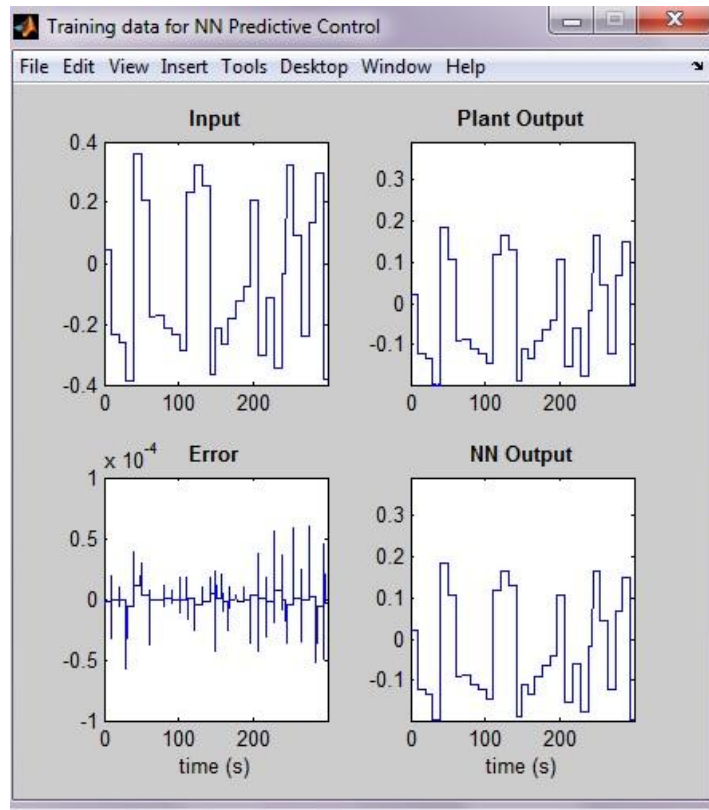 Training data for NN Predictive Control
File Edit View Insert Tools Desktop Window Help
Input
0.4
0.2
0
-0.2
-0.4
0 100 200
Plant Output
0.3
0.2
0.1
0
-0.1
0 100 200
Error
x 10-4
1
0.5
0
-0.5
-1
0 100 200
time (s)
NN Output
0.3
0.2
0.1
0
-0.1
0 100 200
time (s)